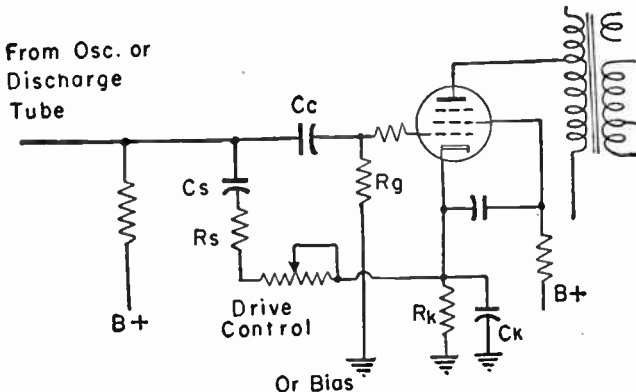 From Osc. or
Discharge
Tube
Cc
Cs
Rg
Rs
B+
Drive
Control
Rk
CK
B+
Or Bias